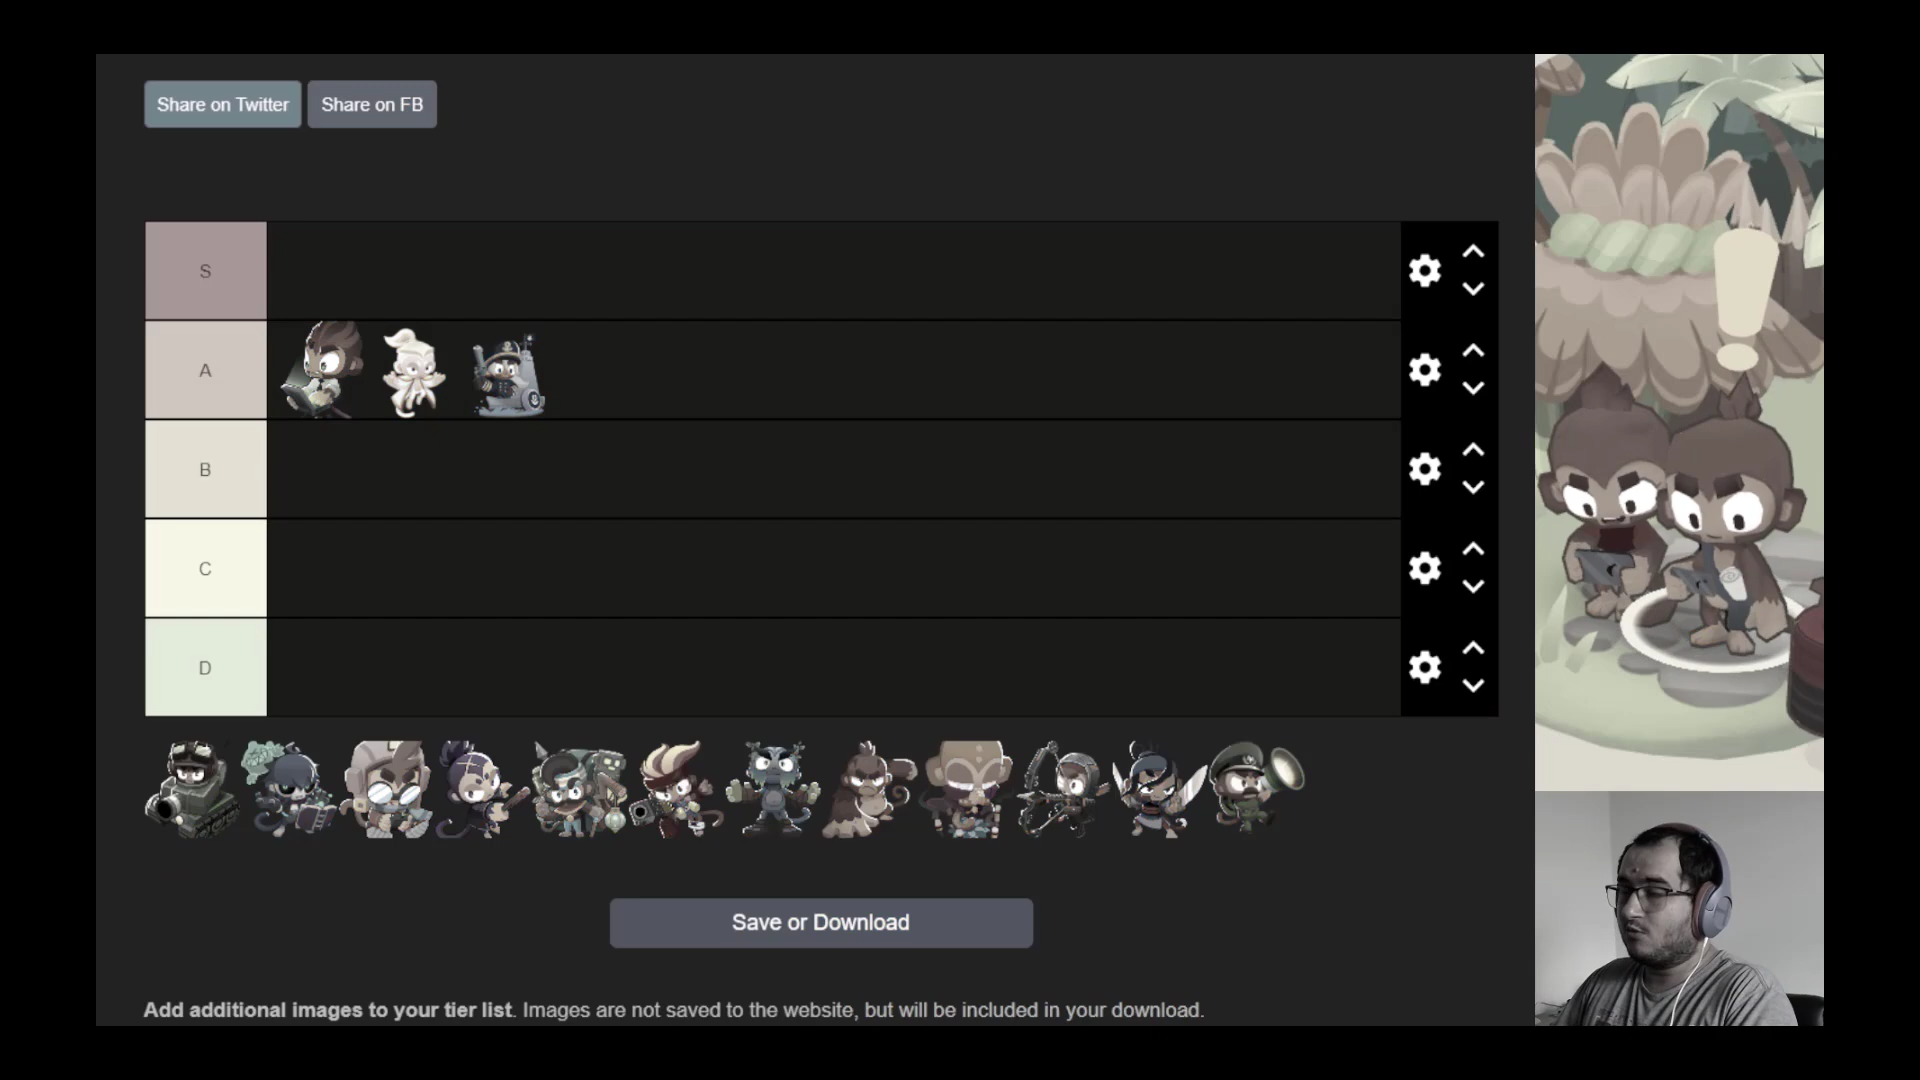 Share on Twitter Share on FB
S
A
B
C
D
Save or Download
Add additional images to your tier list. Images are not saved to the website, but will be included in your download.